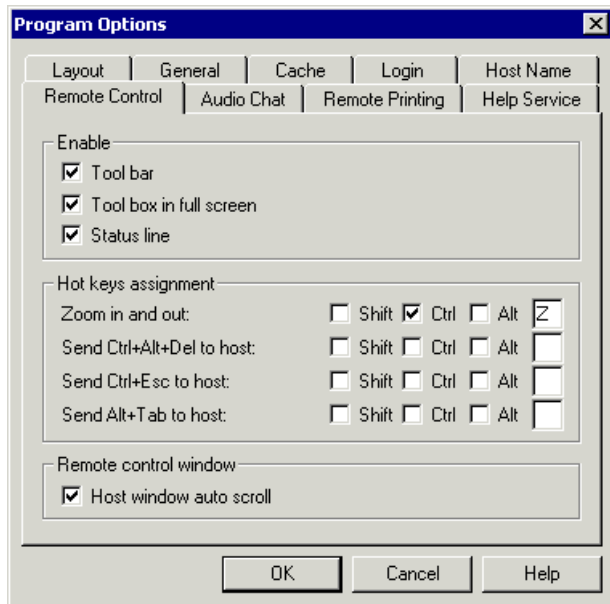 Program Options
Layout General Cache Login Host Name
Remote Control Audio Chat Remote Printing Help Service
Enable
Tool bar
Tool box in full screen
Status line
Hot keys assignment
Zoom in and out: Shift Ctrl Alt Z
Send Ctrl+Alt+Del to host: Shift Ctrl Alt
Send Ctrl+Esc to host: Shift Ctrl Alt
Send Alt+Tab to host: Shift Ctrl Alt
Remote control window
Host window auto scroll
OK Cancel Help